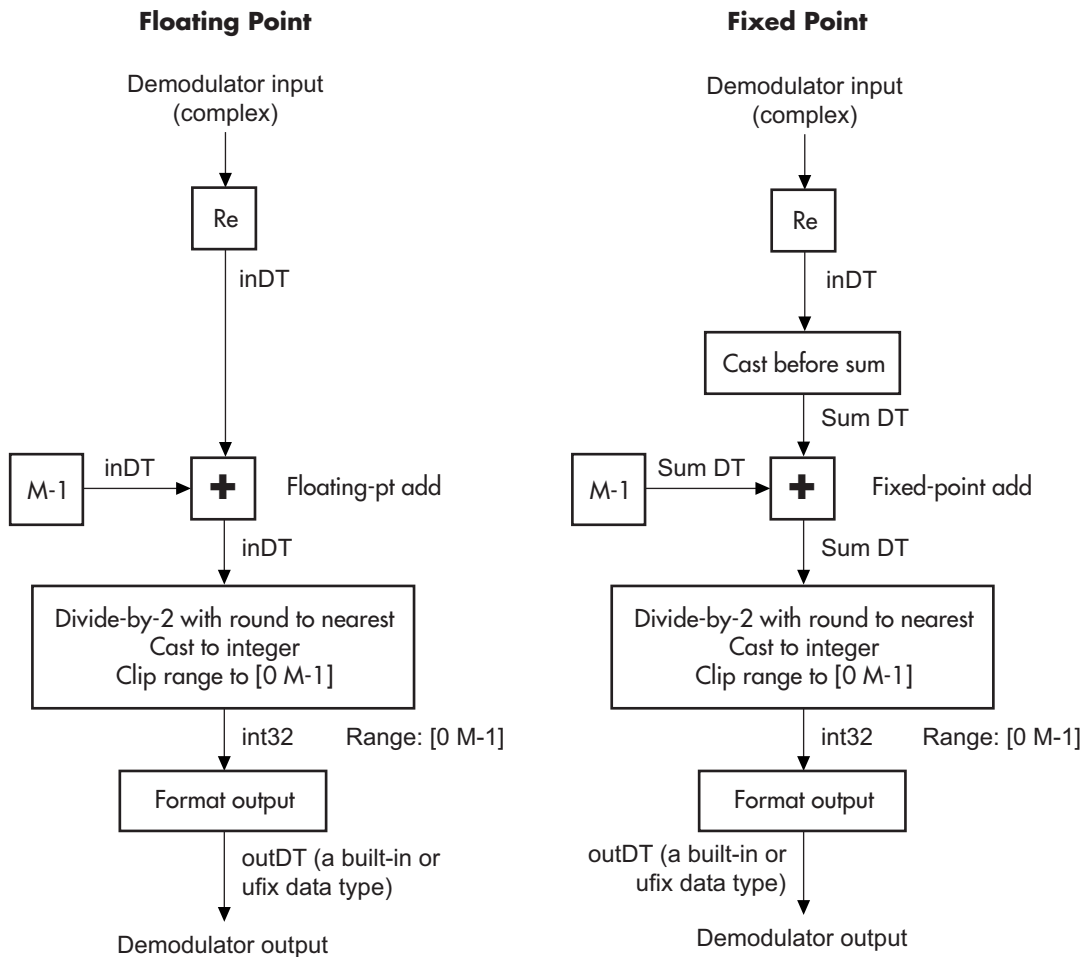 Floating Point
Demodulator input
(complex)
Re
inDT
M-1
inDT
+
Floating-pt add
inDT
Divide-by-2 with round to nearest
Cast to integer
Clip range to [0 M-1]
int32
Range: [0 M-1]
Format output
outDT (a built-in or
ufix data type)
Demodulator output
Fixed Point
Demodulator input
(complex)
Re
inDT
Cast before sum
Sum DT
M-1
Sum DT
+
Fixed-point add
Sum DT
Divide-by-2 with round to nearest
Cast to integer
Clip range to [0 M-1]
int32
Range: [0 M-1]
Format output
outDT (a built-in or
ufix data type)
Demodulator output